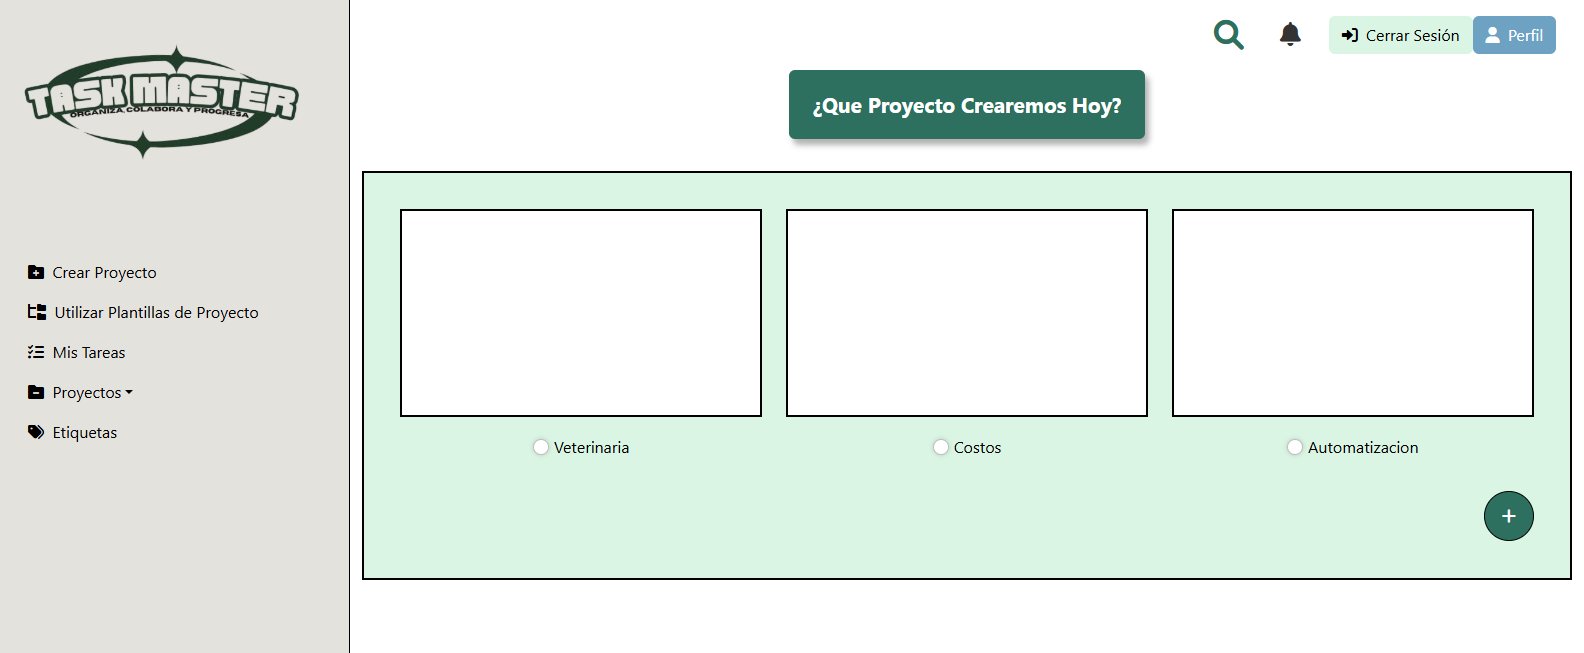 TASK MASTER
ORGANIZA, COLABORA Y PROGRESA
Crear Proyecto
Utilizar Plantillas de Proyecto
Mis Tareas
Proyectos
Etiquetas
Cerrar Sesión
Perfil
¿Que Proyecto Crearemos Hoy?
Veterinaria
Costos
Automatizacion
+